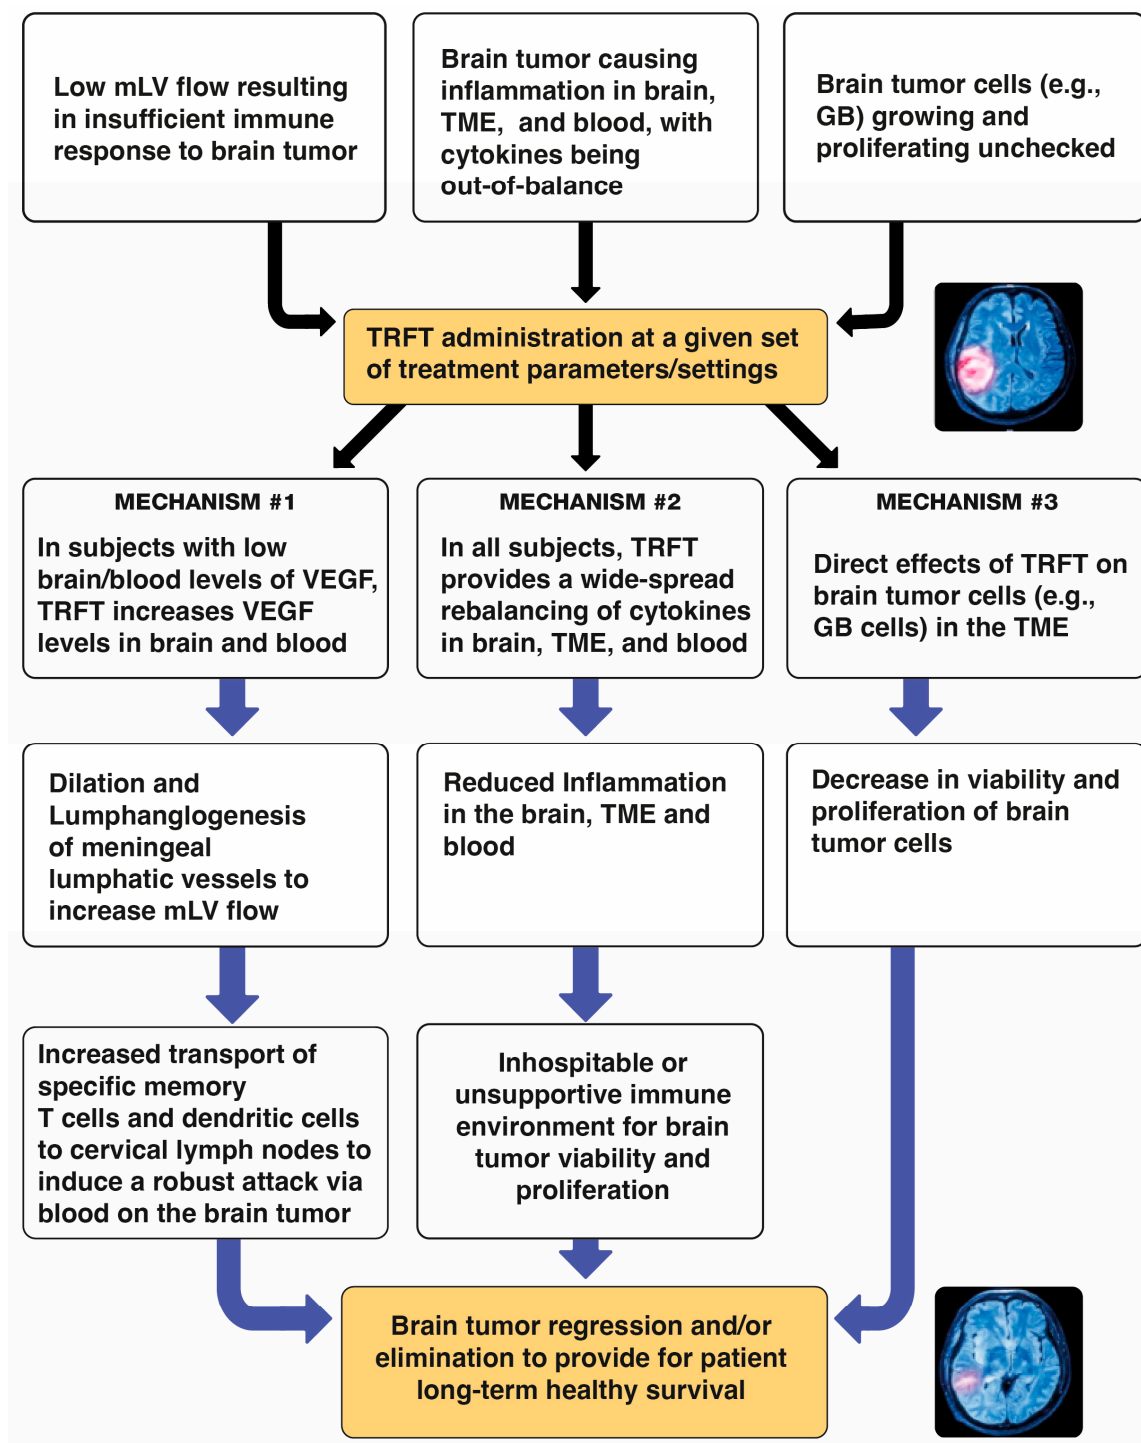 Low mLV flow resulting
in insufficient immune
response to brain tumor
Brain tumor causing
inflammation in brain,
TME, and blood, with
cytokines being
out-of-balance
Brain tumor cells (e.g.,
GB) growing and
proliferating unchecked
TRFT administration at a given set
of treatment parameters/settings
MECHANISM #1
In subjects with low
brain/blood levels of VEGF,
TRFT increases VEGF
levels in brain and blood
MECHANISM #2
In all subjects, TRFT
provides a wide-spread
rebalancing of cytokines
in brain, TME, and blood
MECHANISM #3
Direct effects of TRFT on
brain tumor cells (e.g.,
GB cells) in the TME
Dilation and
Lumphanglogenesis
of meningeal
lumphatic vessels to
increase mLV flow
Reduced Inflammation
in the brain, TME and
blood
Decrease in viability and
proliferation of brain
tumor cells
Increased transport of
specific memory
T cells and dendritic cells
to cervical lymph nodes to
induce a robust attack via
blood on the brain tumor
Inhospitable or
unsupportive immune
environment for brain
tumor viability and
proliferation
Brain tumor regression and/or
elimination to provide for patient
long-term healthy survival